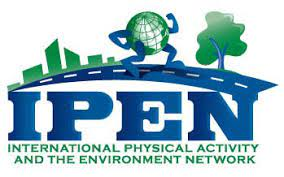 IPEN
INTERNATIONAL PHYSICAL ACTIVITY
AND THE ENVIRONMENT NETWORK